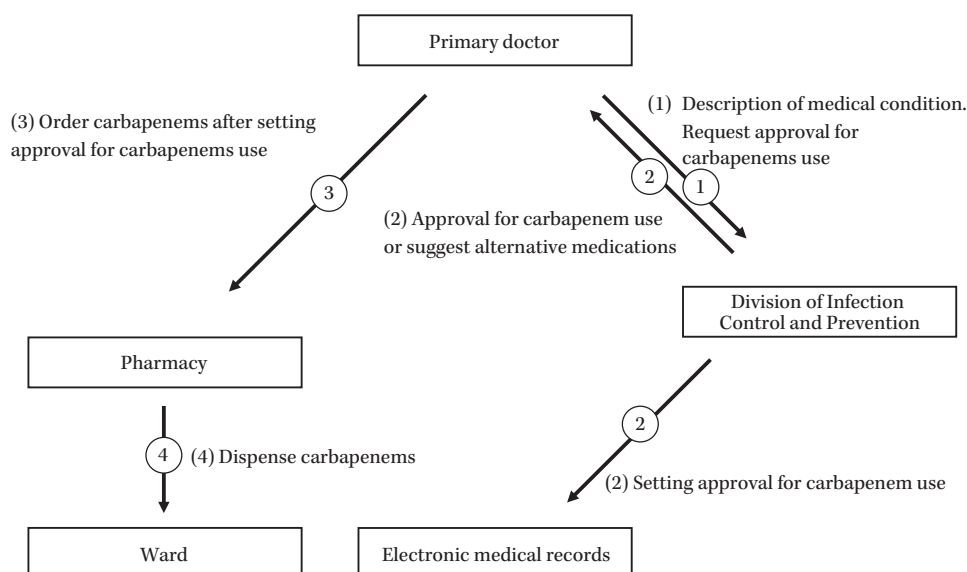 Primary doctor
(3) Order carbapenems after setting
approval for carbapenems use
(1) Description of medical condition.
Request approval for
carbapenems use
3
2
1
(2) Approval for carbapenem use
or suggest alternative medications
Division of Infection
Control and Prevention
Pharmacy
2
4
(4) Dispense carbapenems
(2) Setting approval for carbapenem use
Ward
Electronic medical records